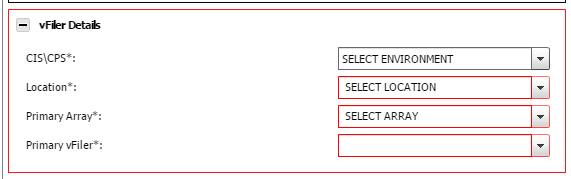 vFiler Details
CIS\CPS*: SELECT ENVIRONMENT
Location*: SELECT LOCATION
Primary Array*: SELECT ARRAY
Primary vFiler*: